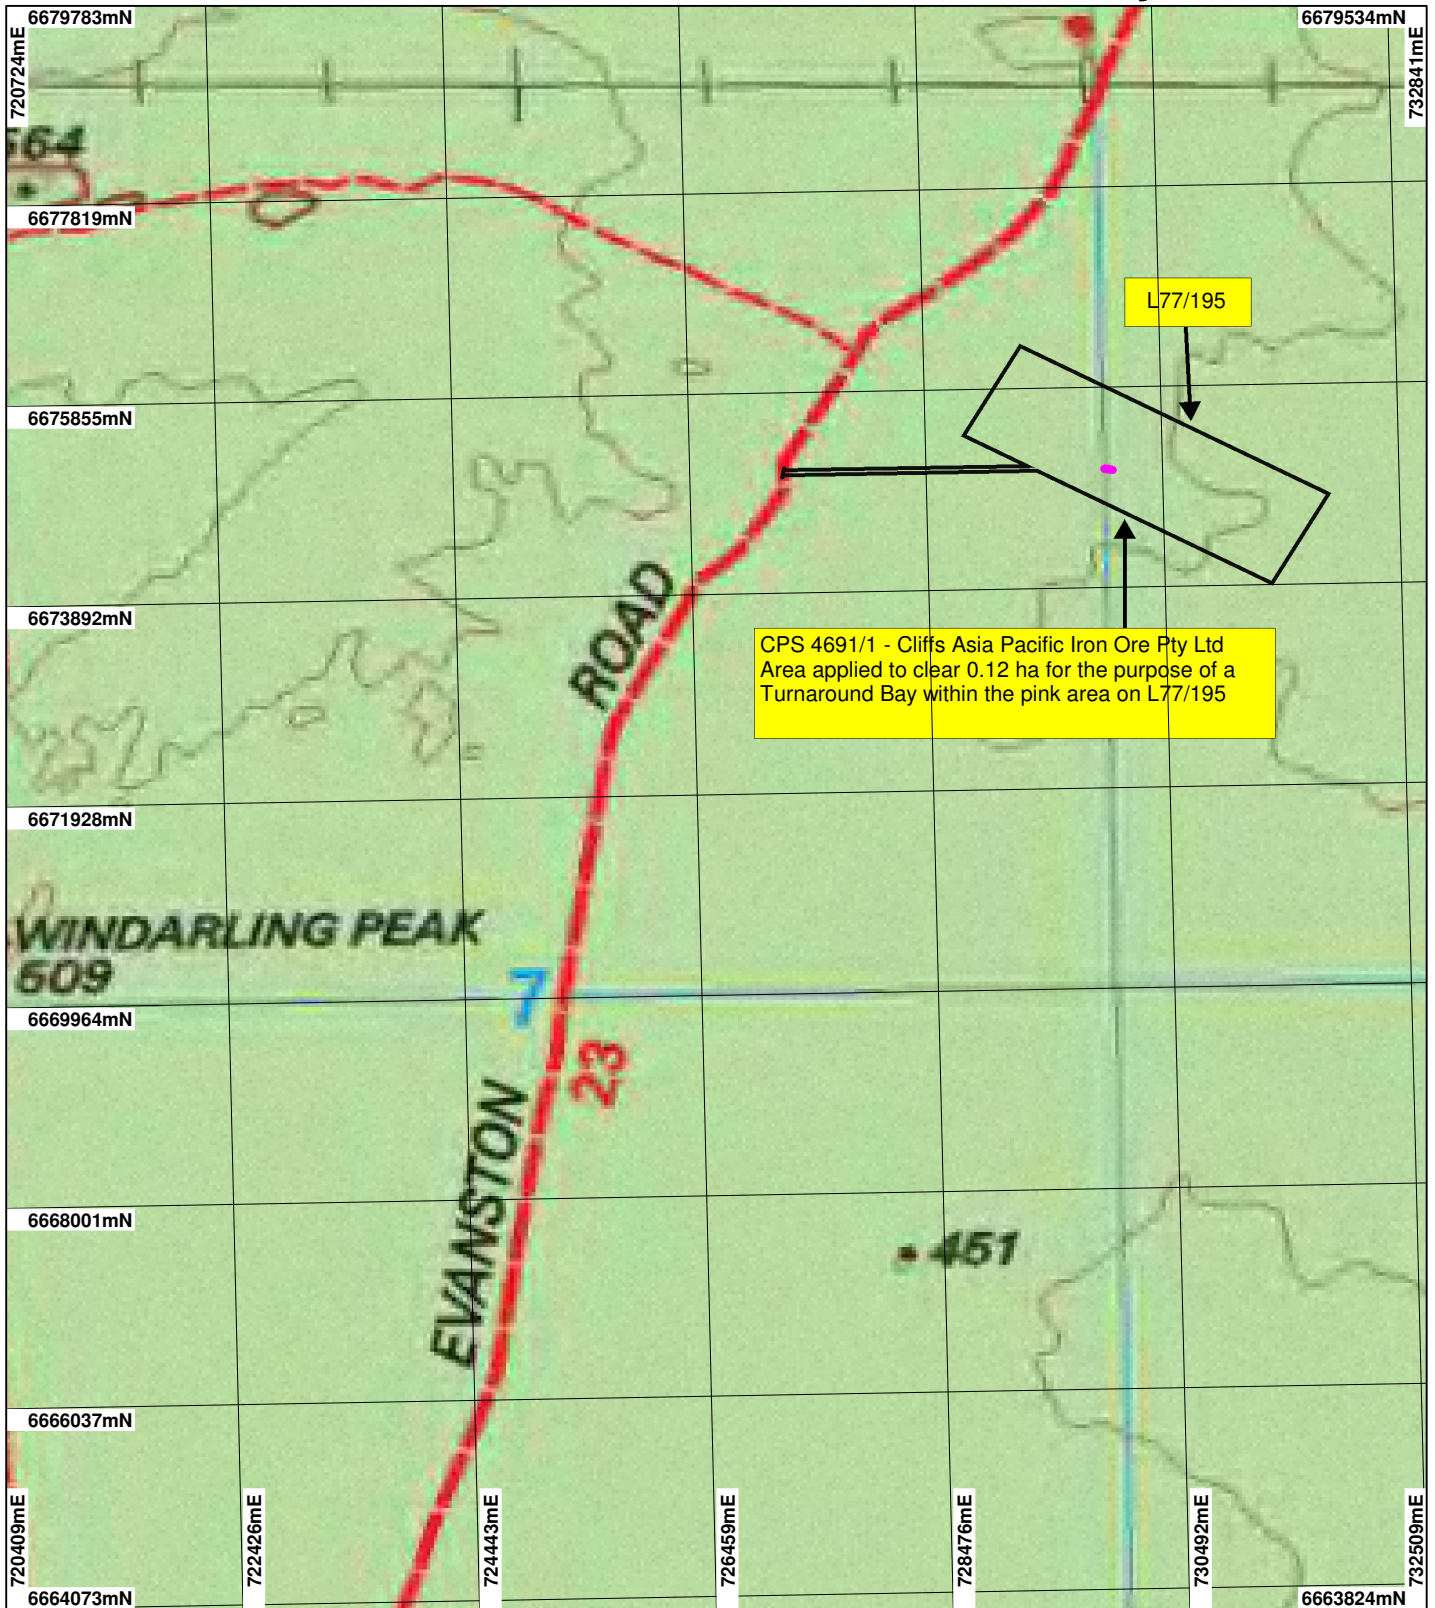 6679783mN
6679534mN
720724mE
732841mE
564
6677819mN
L77/195
6675855mN
6673892mN
ROAD
CPS 4691/1 - Cliffs Asia Pacific Iron Ore Pty Ltd
Area applied to clear 0.12 ha for the purpose of a
Turnaround Bay within the pink area on L77/195
6671928mN
WINDARLING PEAK
609
7
6669964mN
23
EVANSTON
6668001mN
451
6666037mN
720409mE
722426mE
724443mE
726459mE
728476mE
730492mE
732509mE
6664073mN
6663824mN